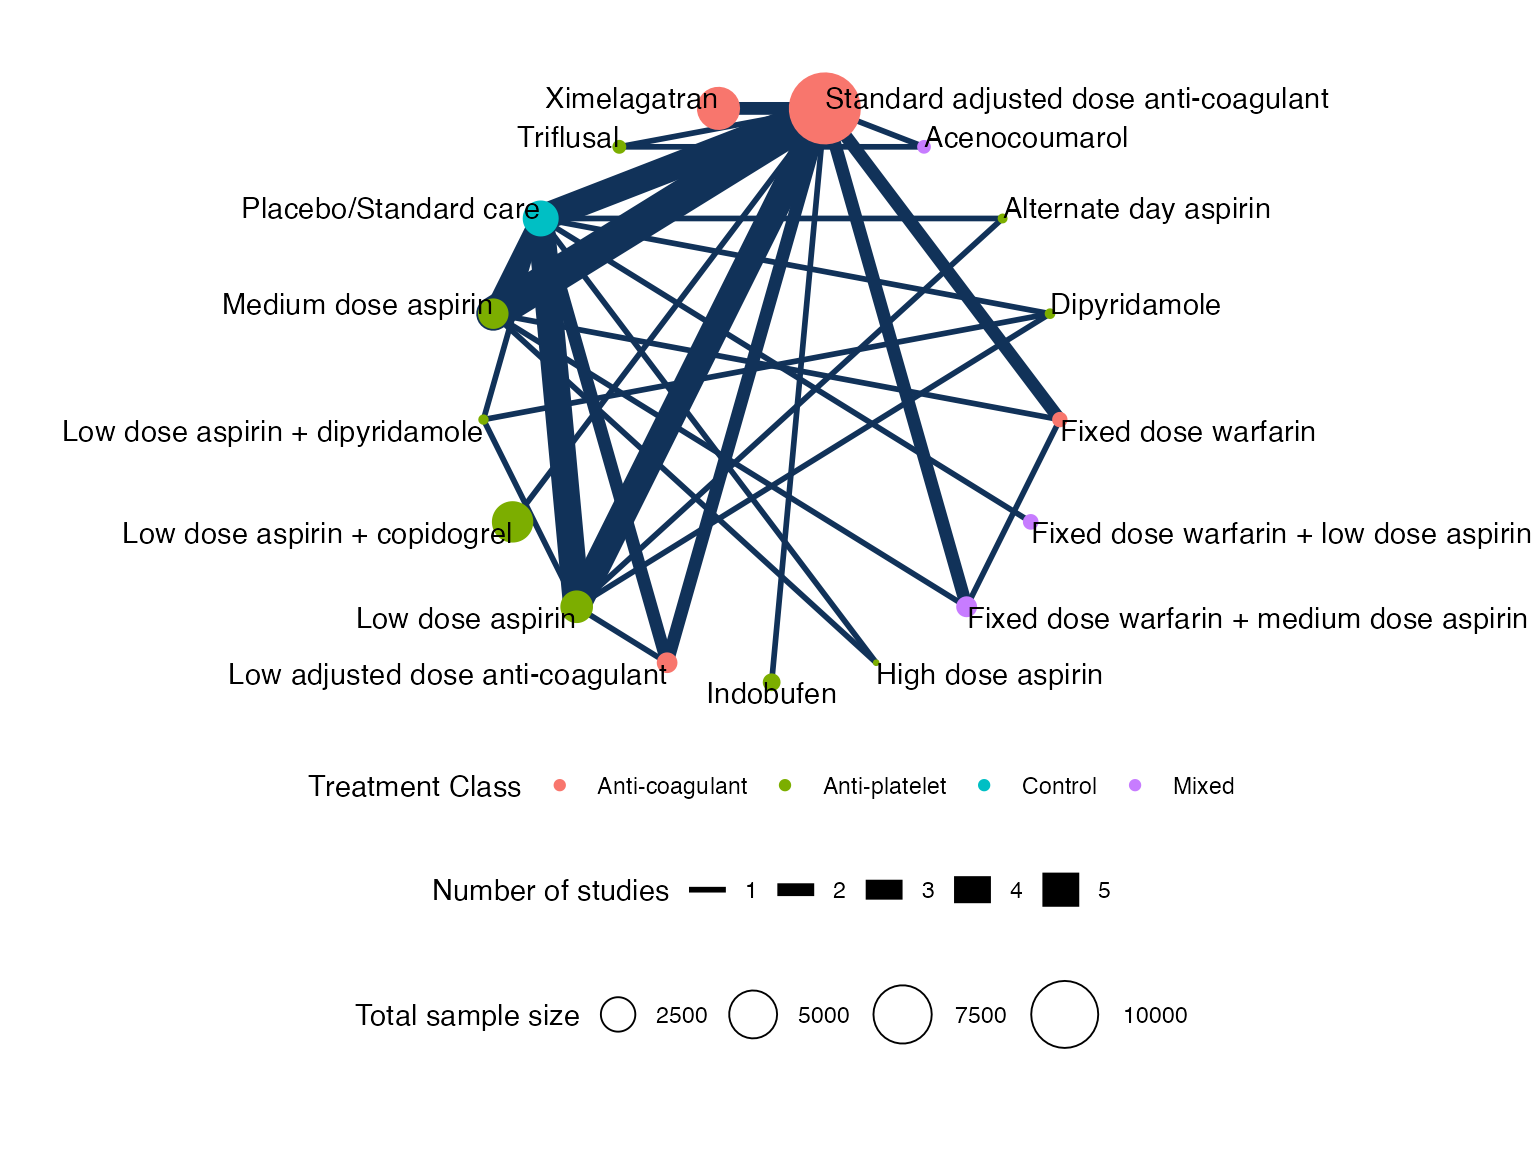 Ximelagatran
Standard adjusted dose anti-coagulant
Triflusal
Acenocoumarol
Placebo/Standard care
Alternate day aspirin
Medium dose aspirin
Dipyridamole
Low dose aspirin + dipyridamole
Fixed dose warfarin
Low dose aspirin + copidogrel
Fixed dose warfarin + low dose aspirin
Low dose aspirin
Fixed dose warfarin + medium dose aspirin
Low adjusted dose anti-coagulant
High dose aspirin
Indobufen
Treatment Class Anti-coagulant Anti-platelet Control Mixed
Number of studies 1 2 3 4 5
Total sample size 2500 5000 7500 10000